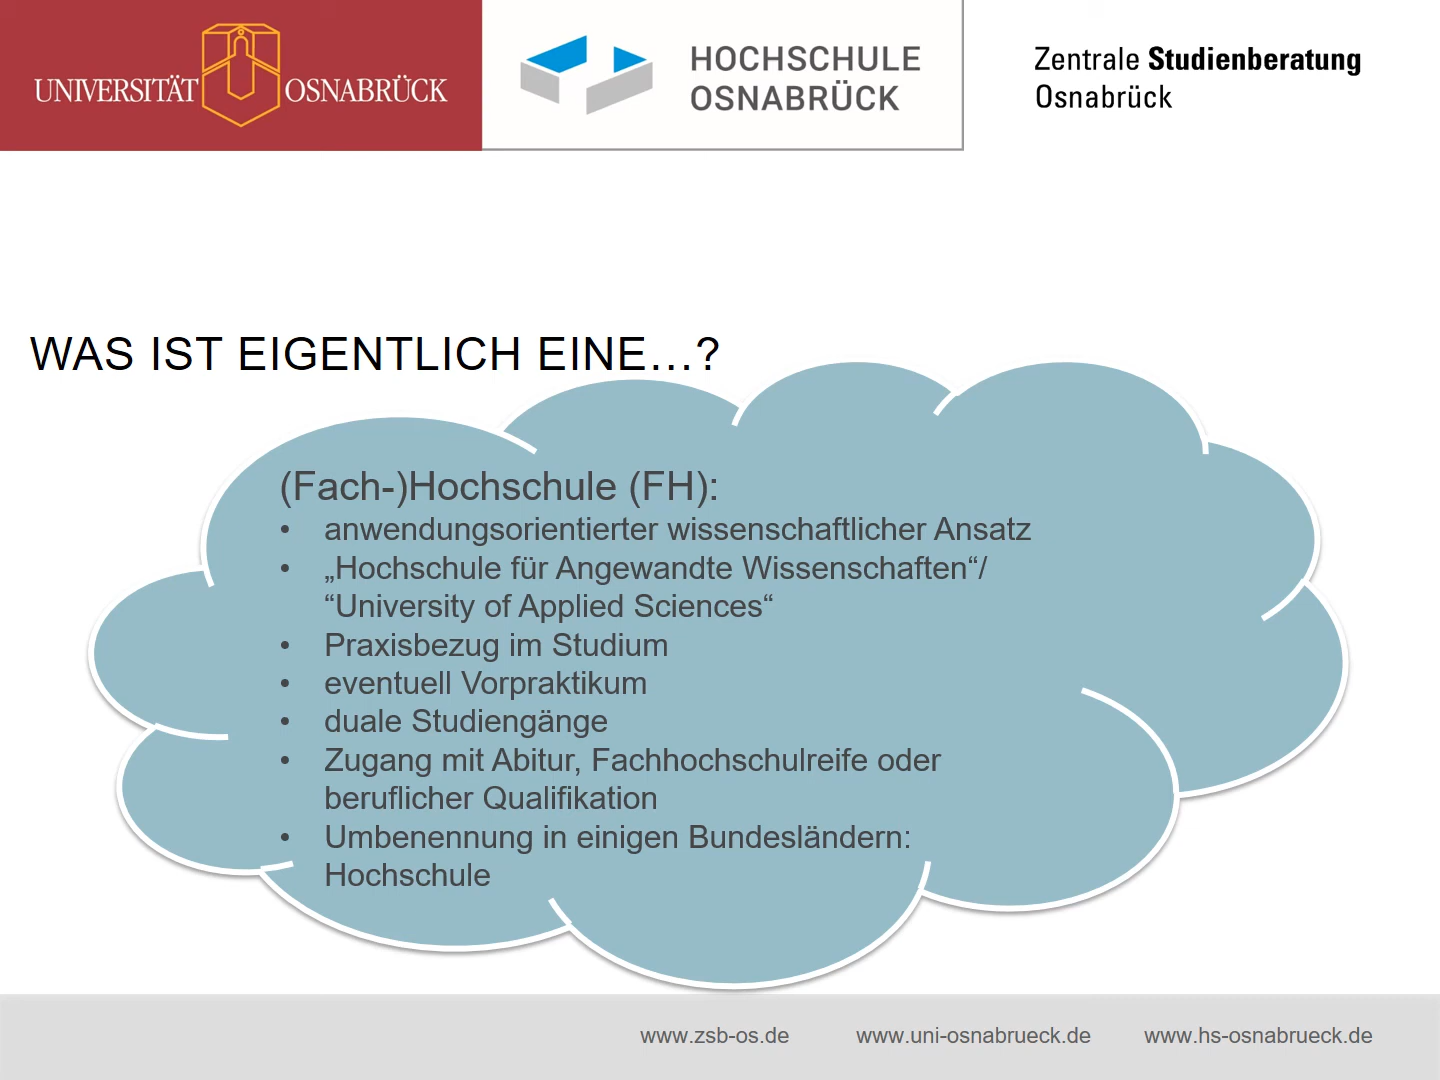 UNIVERSITÄT OSNABRÜCK
HOCHSCHULE
OSNABRÜCK
Zentrale Studienberatung
Osnabrück
WAS IST EIGENTLICH EINE…?
(Fach-)Hochschule (FH):
• anwendungsorientierter wissenschaftlicher Ansatz
• „Hochschule für Angewandte Wissenschaften“/
“University of Applied Sciences“
• Praxisbezug im Studium
• eventuell Vorpraktikum
• duale Studiengänge
• Zugang mit Abitur, Fachhochschulreife oder
beruflicher Qualifikation
• Umbenennung in einigen Bundesländern:
Hochschule
www.zsb-os.de www.uni-osnabrueck.de www.hs-osnabrueck.de